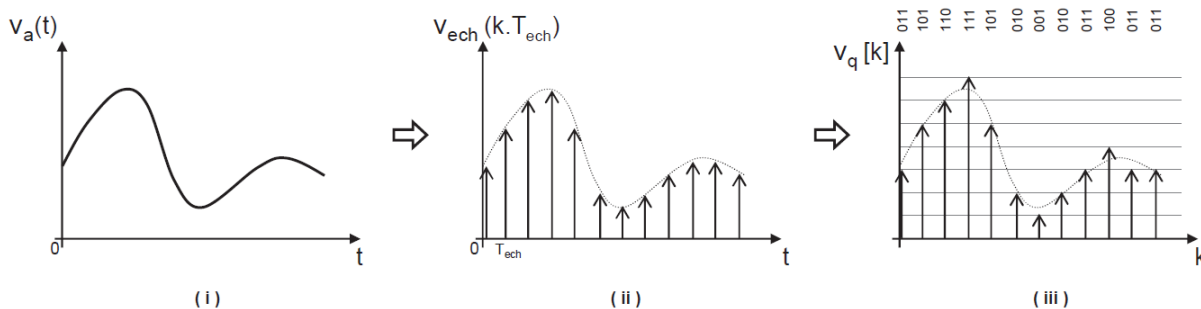 v_a(t)
0
t
( i )
v_ech (k.T_ech)
0
T_ech
t
( ii )
011
101
110
111
101
010
001
010
011
100
011
011
v_q [k]
k
( iii )